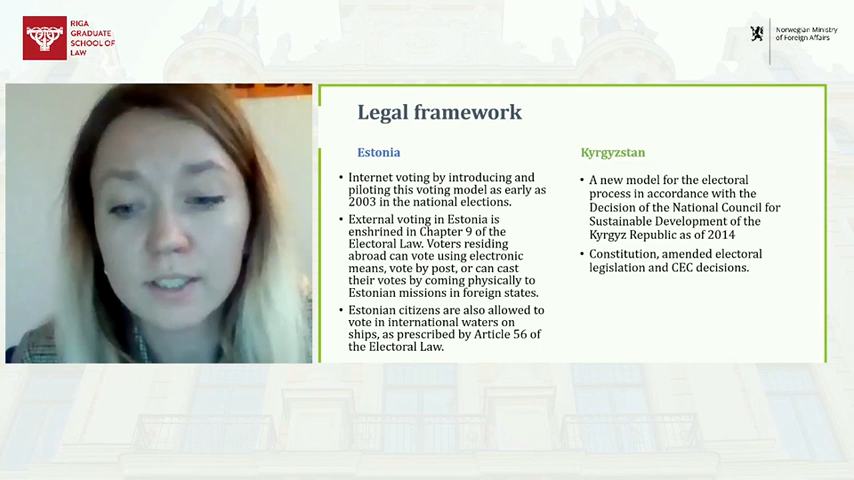 RIGA
GRADUATE
SCHOOL OF
LAW
Norwegian Ministry
of Foreign Affairs
Legal framework
Estonia
• Internet voting by introducing and
piloting this voting model as early as
2003 in the national elections.
• External voting in Estonia is
enshrined in Chapter 9 of the
Electoral Law. Voters residing
abroad can vote using electronic
means, vote by post, or can cast
their votes by coming physically to
Estonian missions in foreign states.
• Estonian citizens are also allowed to
vote in international waters on
ships, as prescribed by Article 56 of
the Electoral Law.
Kyrgyzstan
• A new model for the electoral
process in accordance with the
Decision of the National Council for
Sustainable Development of the
Kyrgyz Republic as of 2014
• Constitution, amended electoral
legislation and CEC decisions.